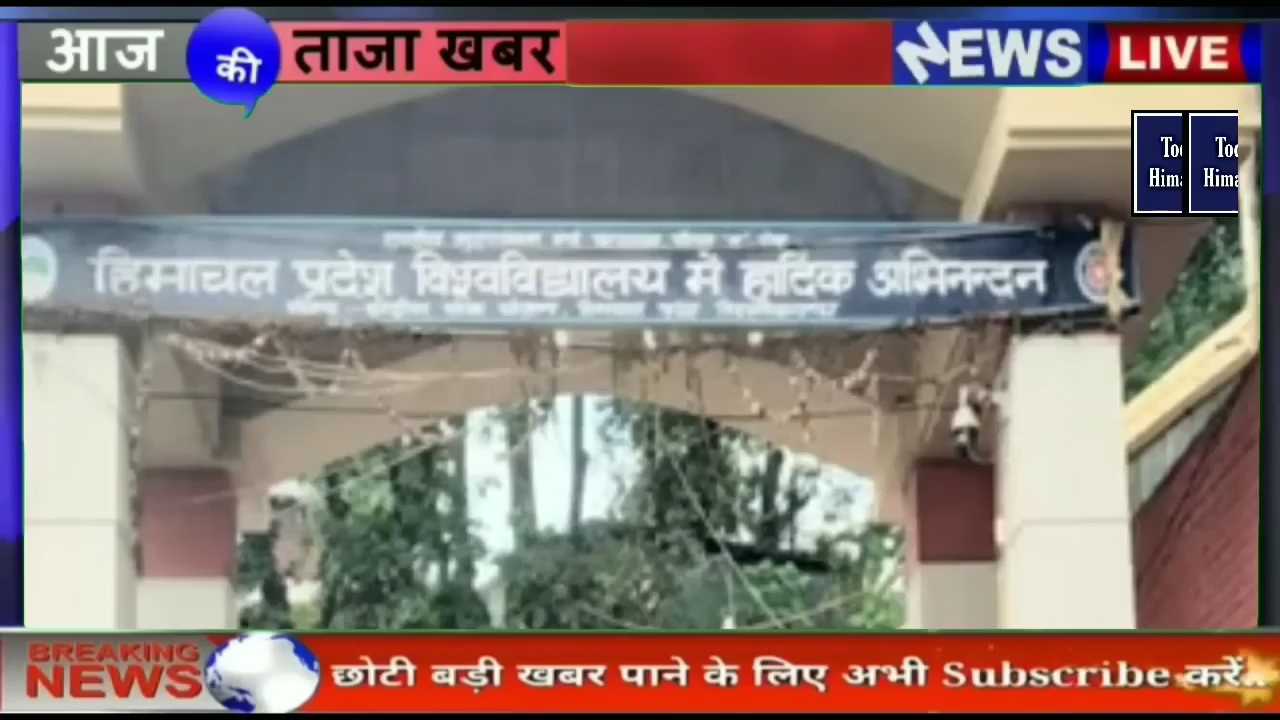 आज की ताजा खबर
NEWS LIVE
हिमाचल प्रदेश विश्वविद्यालय में हार्दिक अभिनन्दन
BREAKING
NEWS
छोटी बड़ी खबर पाने के लिए अभी Subscribe करें..